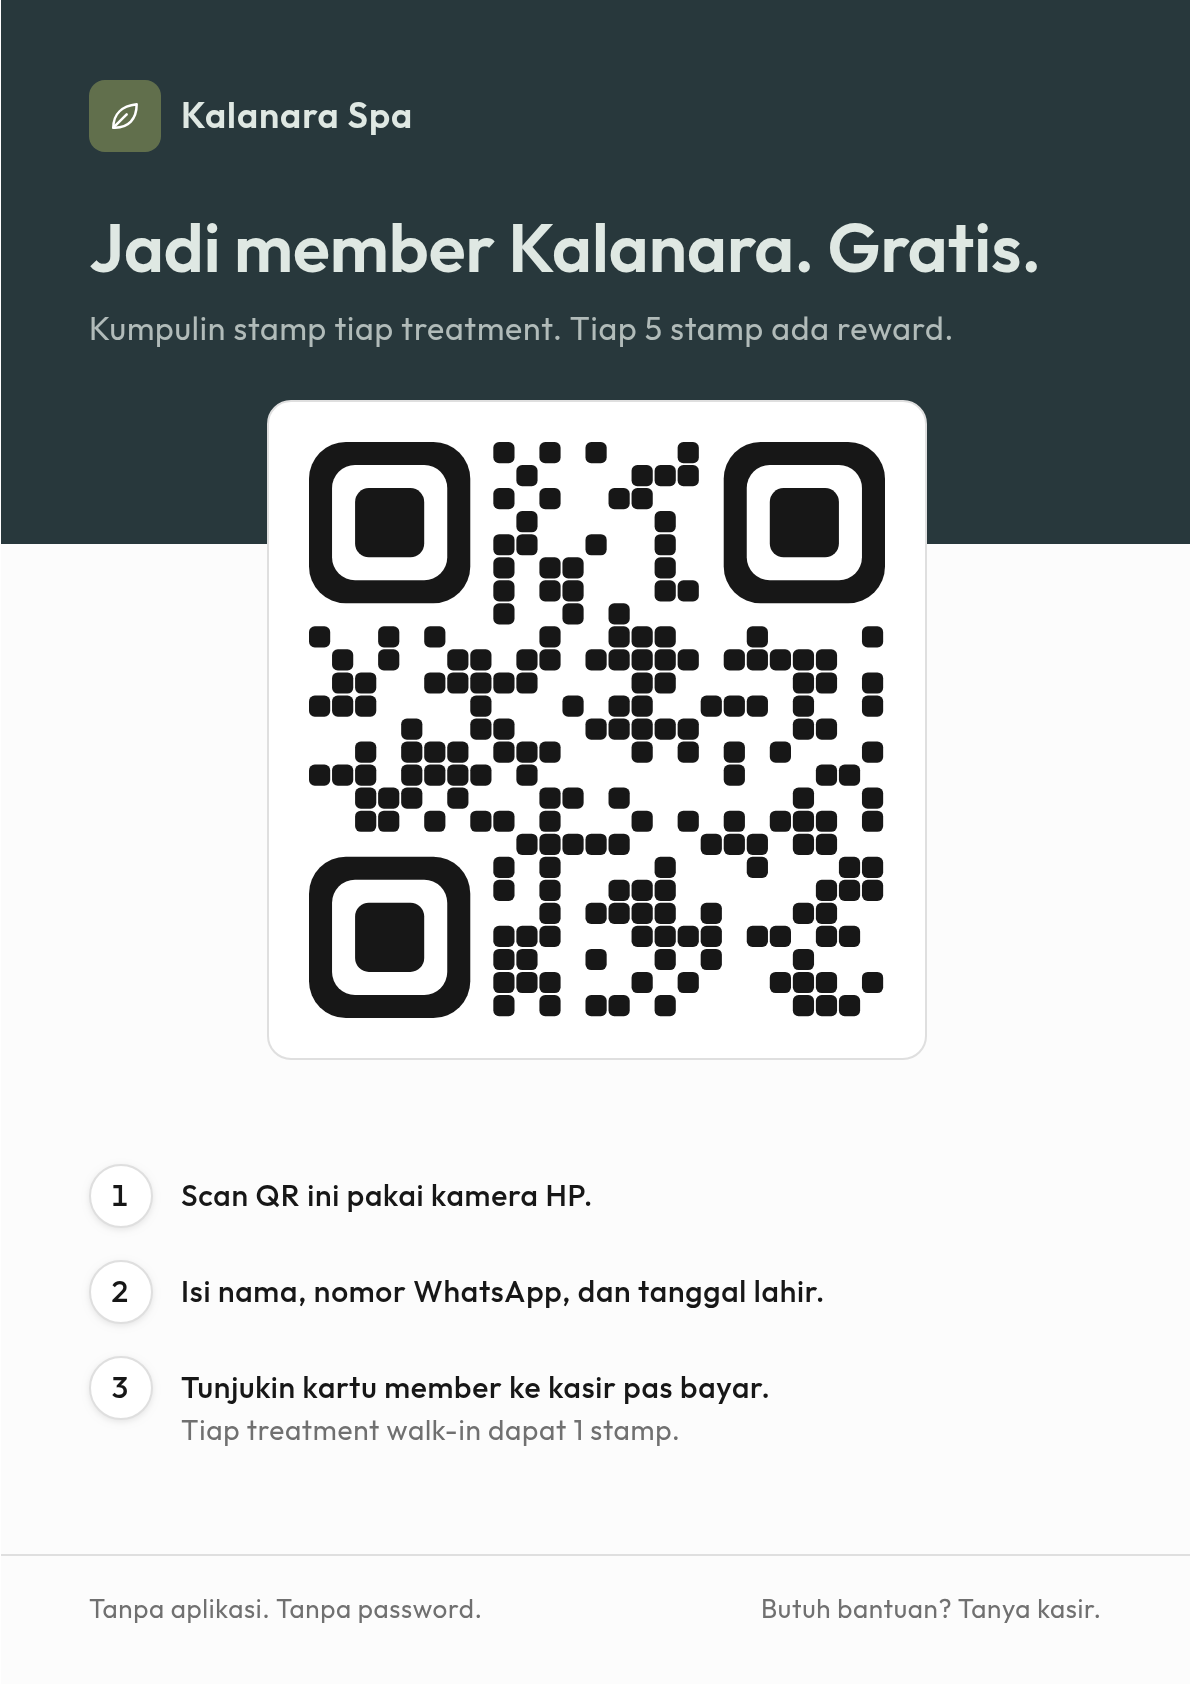 Kalanara Spa
Jadi member Kalanara. Gratis.
Kumpulin stamp tiap treatment. Tiap 5 stamp ada reward.
1 Scan QR ini pakai kamera HP.
2 Isi nama, nomor WhatsApp, dan tanggal lahir.
3 Tunjukin kartu member ke kasir pas bayar.
Tiap treatment walk-in dapat 1 stamp.
Tanpa aplikasi. Tanpa password.
Butuh bantuan? Tanya kasir.